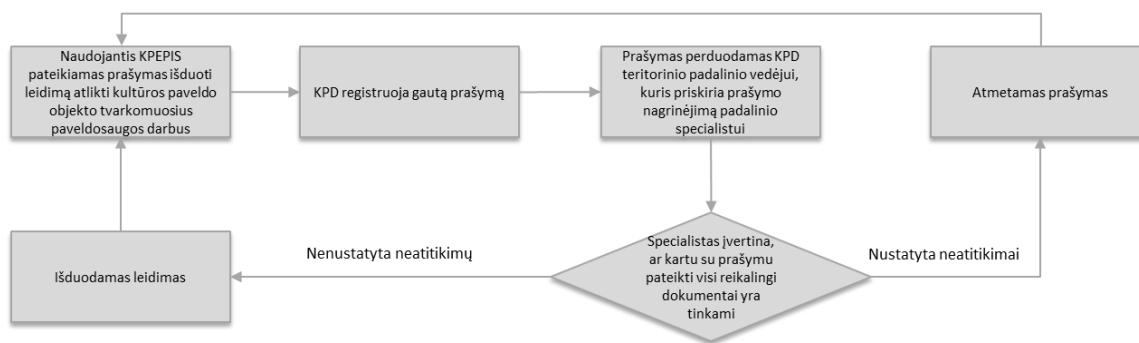 Naudojantis KPEPIS
pateikiamas prašymas išduoti
leidimą atlikti kultūros paveldo
objekto tvarkomuosius
paveldosaugos darbus
KPD registruoja gautą prašymą
Prašymas perduodamas KPD
teritorinio padalinio vedėjui,
kuris priskiria prašymo
nagrinėjimą padalinio
specialistui
Atmetamas prašymas
Išduodamas leidimas
Nenustatyta neatitikimų
Specialistas įvertina,
ar kartu su prašymu
pateikti visi reikalingi
dokumentai yra
tinkami
Nustatyti neatitikimai